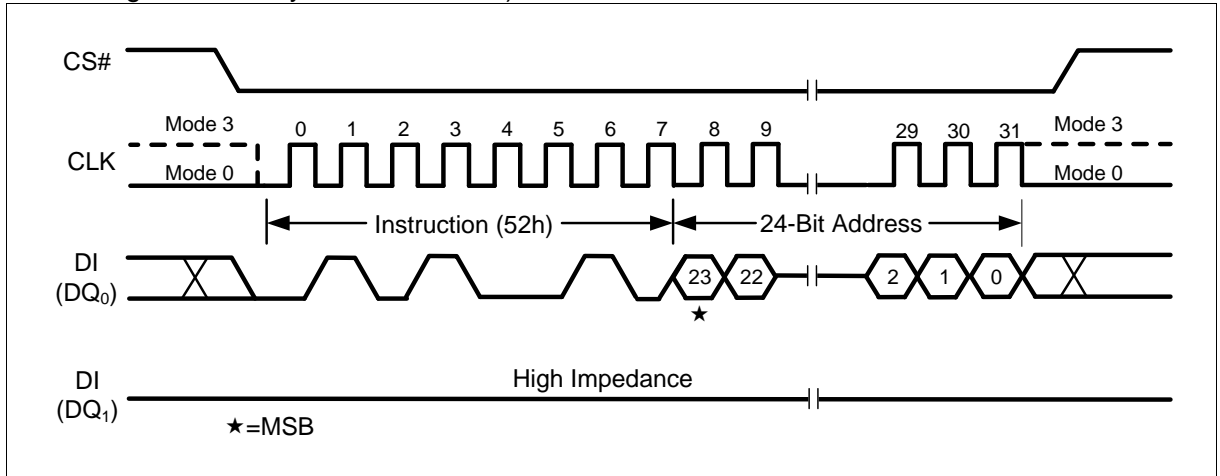 CS#
Mode 3
0 1 2 3 4 5 6 7 8 9 29 30 31
Mode 3
CLK
Mode 0
Mode 0
Instruction (52h)
24-Bit Address
DI
(DQ0)
23 22 2 1 0
★
DI
(DQ1)
High Impedance
★=MSB